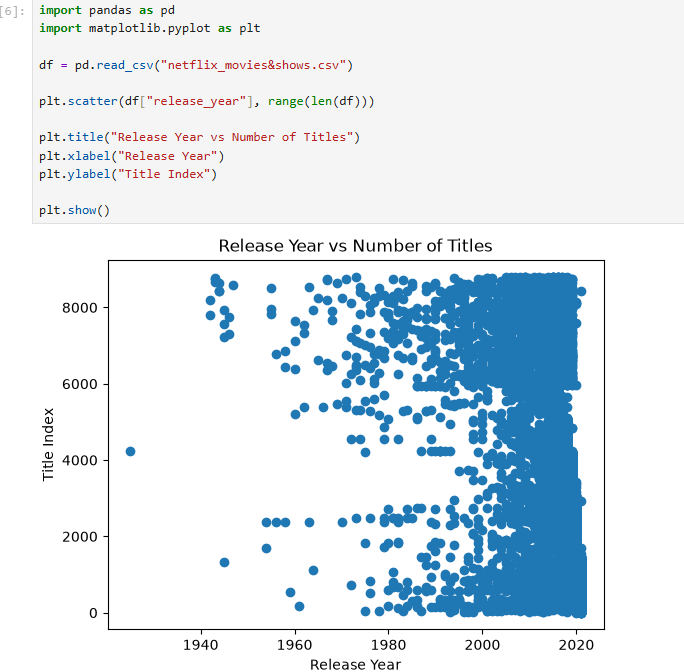 [6]:
import pandas as pd
import matplotlib.pyplot as plt
df = pd.read_csv("netflix_movies&shows.csv")
plt.scatter(df["release_year"], range(len(df)))
plt.title("Release Year vs Number of Titles")
plt.xlabel("Release Year")
plt.ylabel("Title Index")
plt.show()
Release Year vs Number of Titles
Title Index
8000
6000
4000
2000
0
1940 1960 1980 2000 2020
Release Year